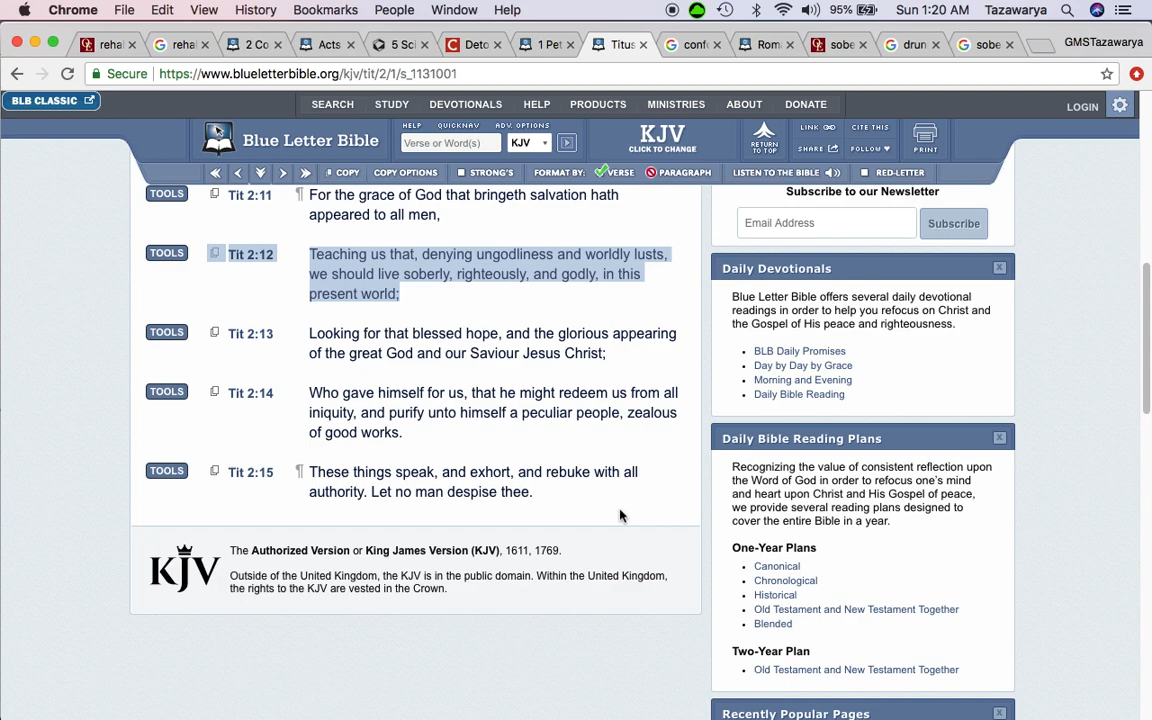 Chrome File Edit View History Bookmarks People Window Help 95% Sun 1:20 AM Tazawarya
rehal rehal 2 Co Acts 5 Sci Deto 1 Pet Titus confe Roma sobe drun sobe GMSTazawarya
Secure https://www.blueletterbible.org/kjv/tit/2/1/s_1131001
BLB CLASSIC
SEARCH STUDY DEVOTIONALS HELP PRODUCTS MINISTRIES ABOUT DONATE LOGIN
Blue Letter Bible
HELP QUICKNAV ADV. OPTIONS
Verse or Word(s) KJV
KJV
CLICK TO CHANGE
RETURN
TO TOP
LINK CITE THIS
SHARE FOLLOW
PRINT
COPY COPY OPTIONS STRONG'S FORMAT BY: VERSE PARAGRAPH LISTEN TO THE BIBLE RED-LETTER
TOOLS Tit 2:11 ¶ For the grace of God that bringeth salvation hath
appeared to all men,
TOOLS Tit 2:12 Teaching us that, denying ungodliness and worldly lusts,
we should live soberly, righteously, and godly, in this
present world;
TOOLS Tit 2:13 Looking for that blessed hope, and the glorious appearing
of the great God and our Saviour Jesus Christ;
TOOLS Tit 2:14 Who gave himself for us, that he might redeem us from all
iniquity, and purify unto himself a peculiar people, zealous
of good works.
TOOLS Tit 2:15 ¶ These things speak, and exhort, and rebuke with all
authority. Let no man despise thee.
KJV
The Authorized Version or King James Version (KJV), 1611, 1769.
Outside of the United Kingdom, the KJV is in the public domain. Within the United Kingdom,
the rights to the KJV are vested in the Crown.
Subscribe to our Newsletter
Email Address Subscribe
Daily Devotionals X
Blue Letter Bible offers several daily devotional
readings in order to help you refocus on Christ and
the Gospel of His peace and righteousness.
BLB Daily Promises
Day by Day by Grace
Morning and Evening
Daily Bible Reading
Daily Bible Reading Plans X
Recognizing the value of consistent reflection upon
the Word of God in order to refocus one's mind
and heart upon Christ and His Gospel of peace,
we provide several reading plans designed to
cover the entire Bible in a year.
One-Year Plans
Canonical
Chronological
Historical
Old Testament and New Testament Together
Blended
Two-Year Plan
Old Testament and New Testament Together
Recently Popular Pages X